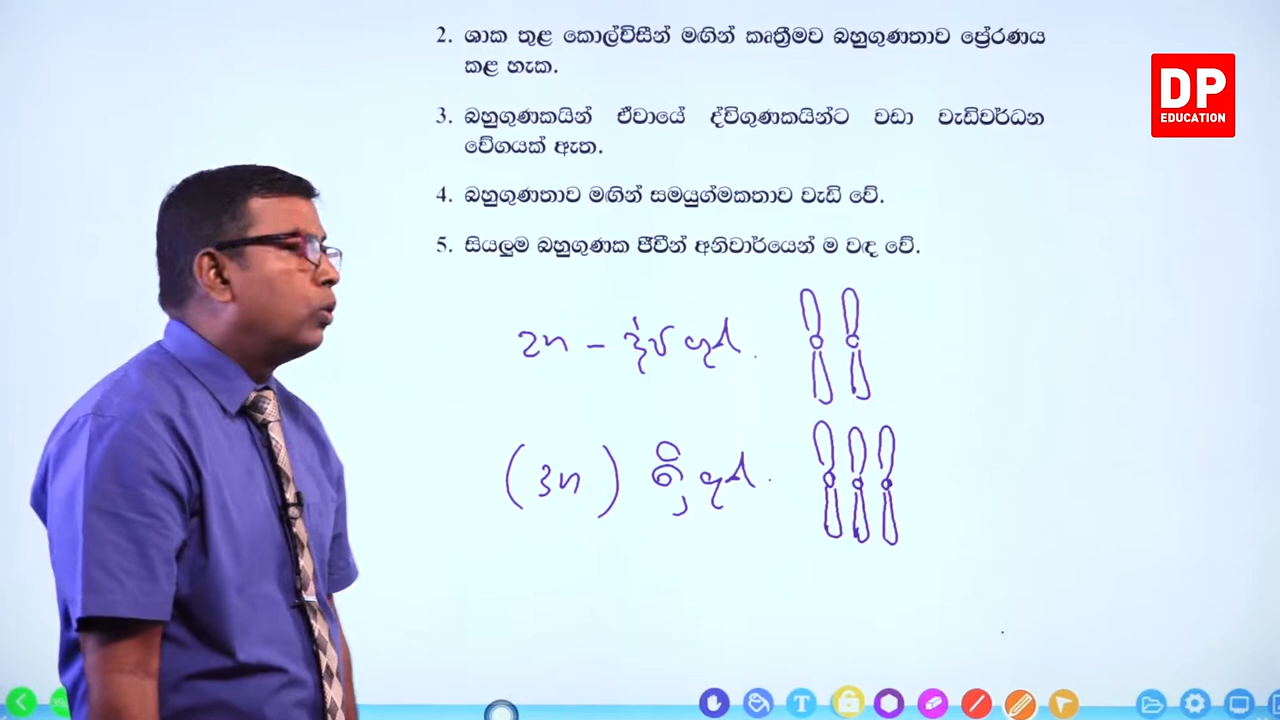 2. ශාක තුළ කොල්චිසීන් මඟින් කෘත්‍රීමව බහුගුණතාව ප්‍රේරණය
කළ හැක.
3. බහුගුණකයින් ඒවායේ ද්විගුණකයින්ට වඩා වැඩිවර්ධන
වේගයක් ඇත.
4. බහුගුණතාව මඟින් සමයුග්මකතාව වැඩි වේ.
5. සියලුම බහුගුණක ජීවීන් අනිවාර්යෙන් ම වඳ වේ.
2n –
(3n)
DP
EDUCATION